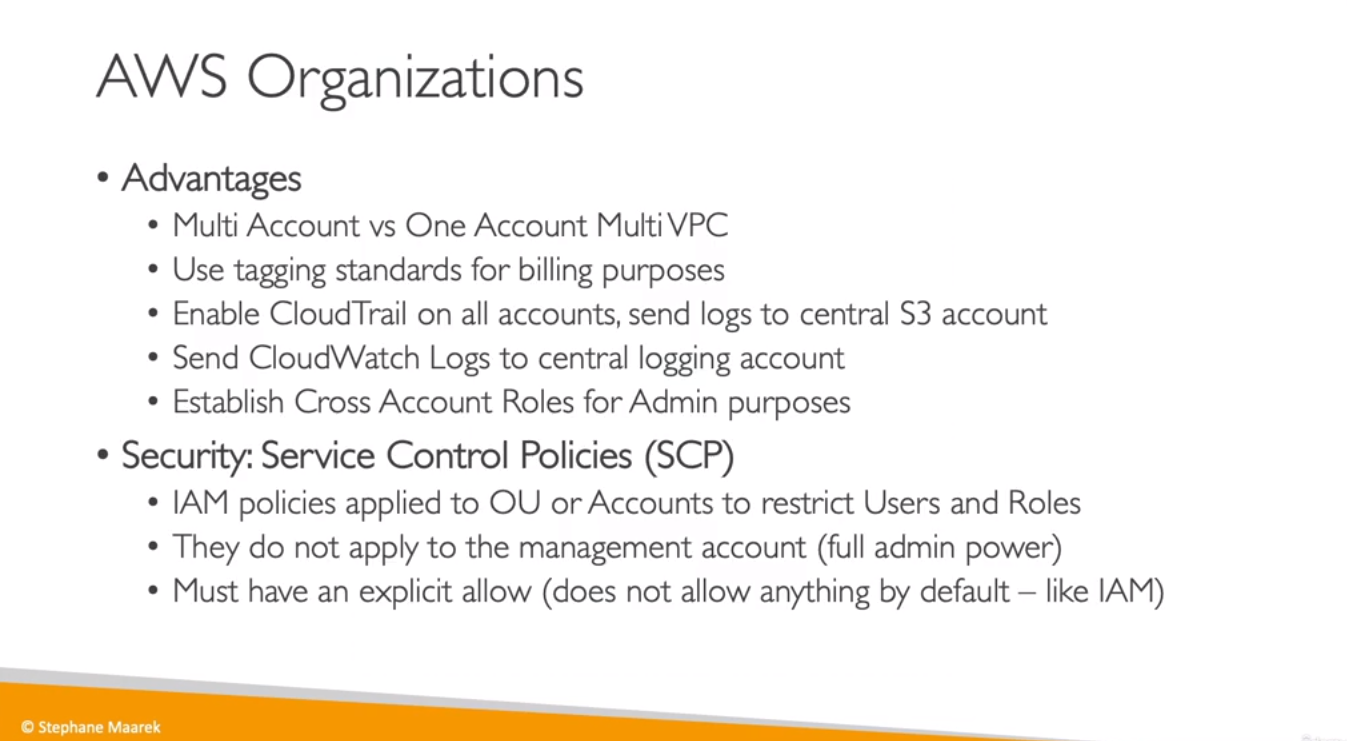 AWS Organizations
• Advantages
• Multi Account vs One Account Multi VPC
• Use tagging standards for billing purposes
• Enable CloudTrail on all accounts, send logs to central S3 account
• Send CloudWatch Logs to central logging account
• Establish Cross Account Roles for Admin purposes
• Security: Service Control Policies (SCP)
• IAM policies applied to OU or Accounts to restrict Users and Roles
• They do not apply to the management account (full admin power)
• Must have an explicit allow (does not allow anything by default – like IAM)
© Stephane Maarek